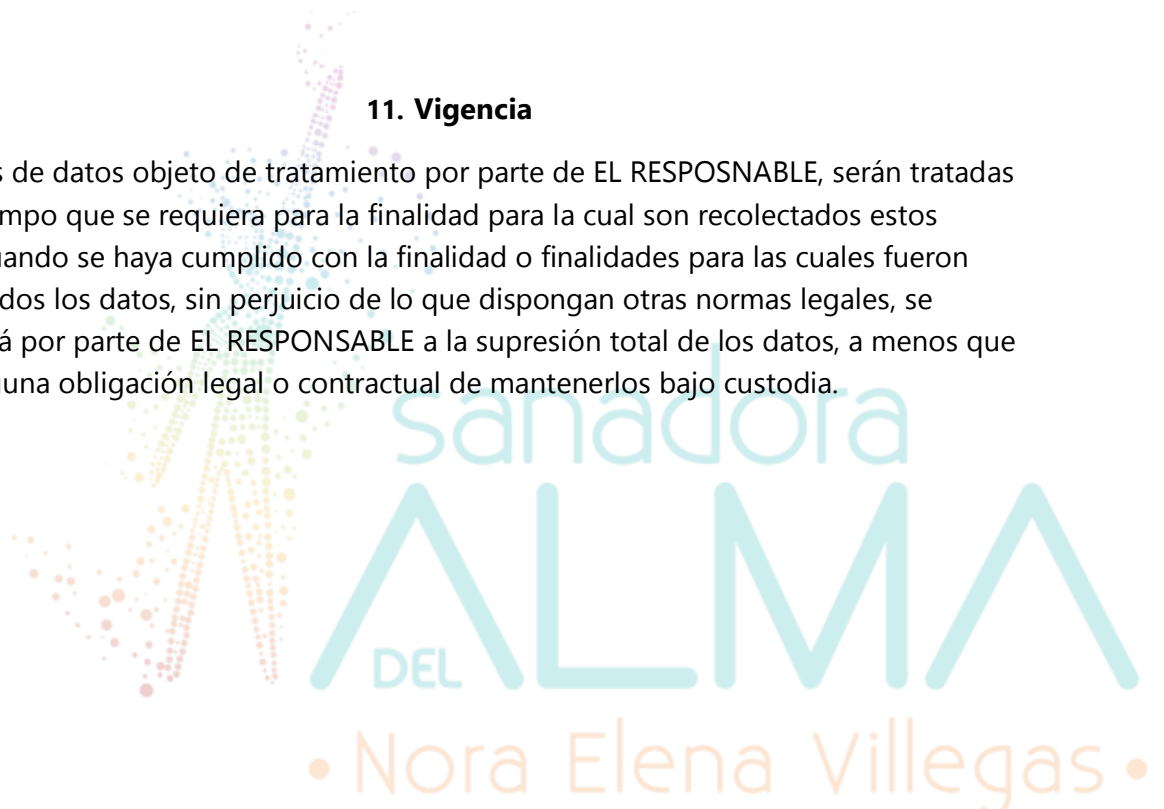 11. Vigencia
s de datos objeto de tratamiento por parte de EL RESPOSNABLE, serán tratadas
empo que se requiera para la finalidad para la cual son recolectados estos
uando se haya cumplido con la finalidad o finalidades para las cuales fueron
dos los datos, sin perjuicio de lo que dispongan otras normas legales, se
á por parte de EL RESPONSABLE a la supresión total de los datos, a menos que
guna obligación legal o contractual de mantenerlos bajo custodia.
sanadora
DEL ALMA
• Nora Elena Villegas •